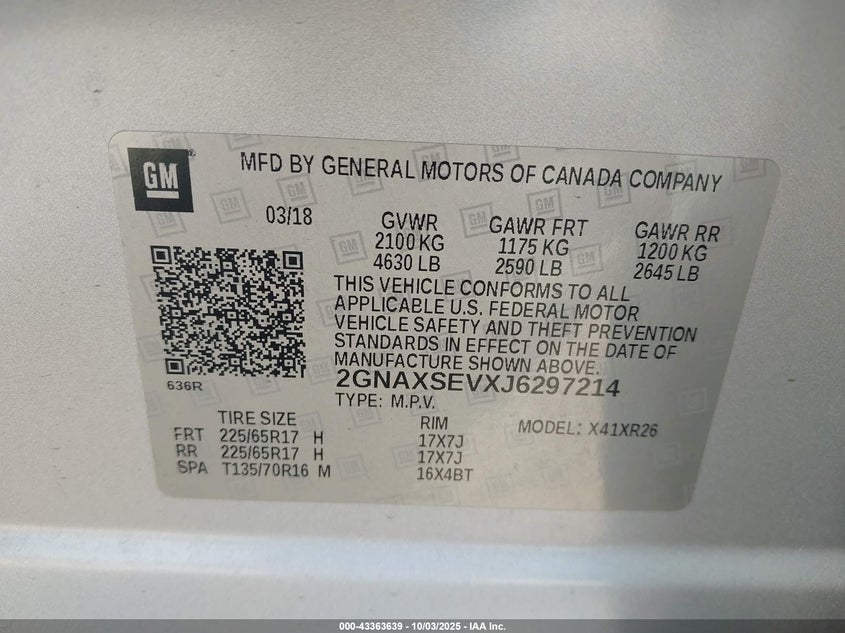 GM
MFD BY GENERAL MOTORS OF CANADA COMPANY
03/18 GVWR GAWR FRT GAWR RR
2100 KG 1175 KG 1200 KG
4630 LB 2590 LB 2645 LB
THIS VEHICLE CONFORMS TO ALL
APPLICABLE U.S. FEDERAL MOTOR
VEHICLE SAFETY AND THEFT PREVENTION
STANDARDS IN EFFECT ON THE DATE OF
MANUFACTURE SHOWN ABOVE.
636R
2GNAXSEVXJ6297214
TYPE: M.P.V.
TIRE SIZE RIM MODEL: X41XR26
FRT 225/65R17 H 17X7J
RR 225/65R17 H 17X7J
SPA T135/70R16 M 16X4BT
000-43363639 - 10/03/2025 - IAA Inc.